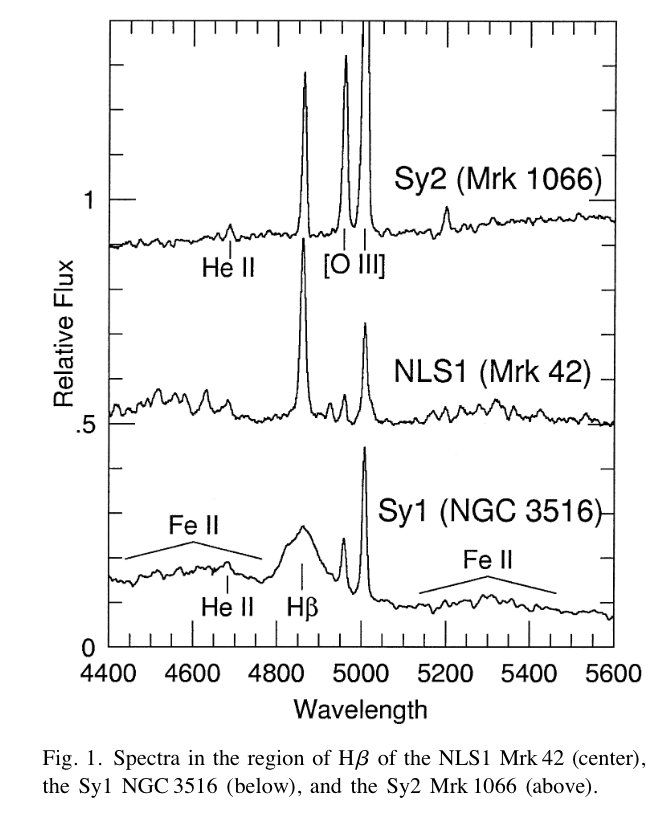 Sy2 (Mrk 1066)
1
He II
[O III]
Relative Flux
NLS1 (Mrk 42)
.5
Sy1 (NGC 3516)
Fe II
Fe II
He II
Hβ
0
4400 4600 4800 5000 5200 5400 5600
Wavelength
Fig. 1. Spectra in the region of Hβ of the NLS1 Mrk 42 (center),
the Sy1 NGC 3516 (below), and the Sy2 Mrk 1066 (above).